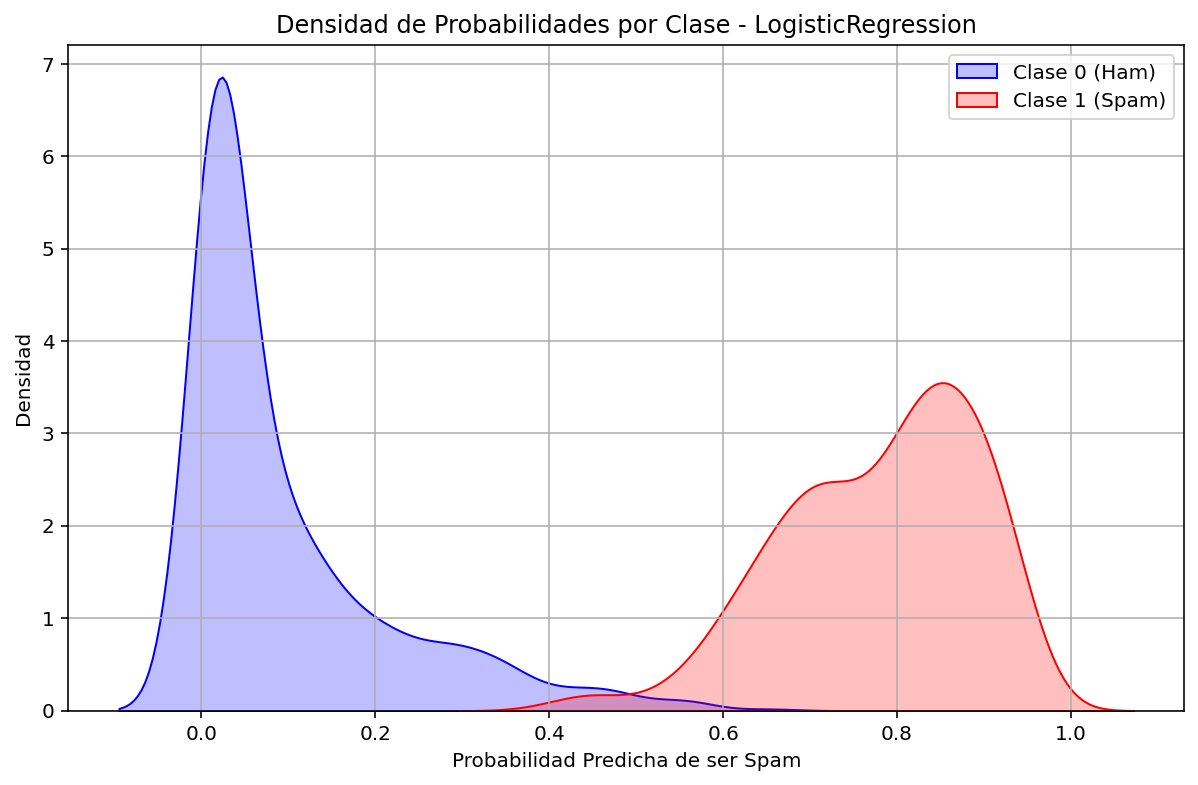 Densidad de Probabilidades por Clase - LogisticRegression
Clase 0 (Ham)
Clase 1 (Spam)
Densidad
7
6
5
4
3
2
1
0
0.0 0.2 0.4 0.6 0.8 1.0
Probabilidad Predicha de ser Spam